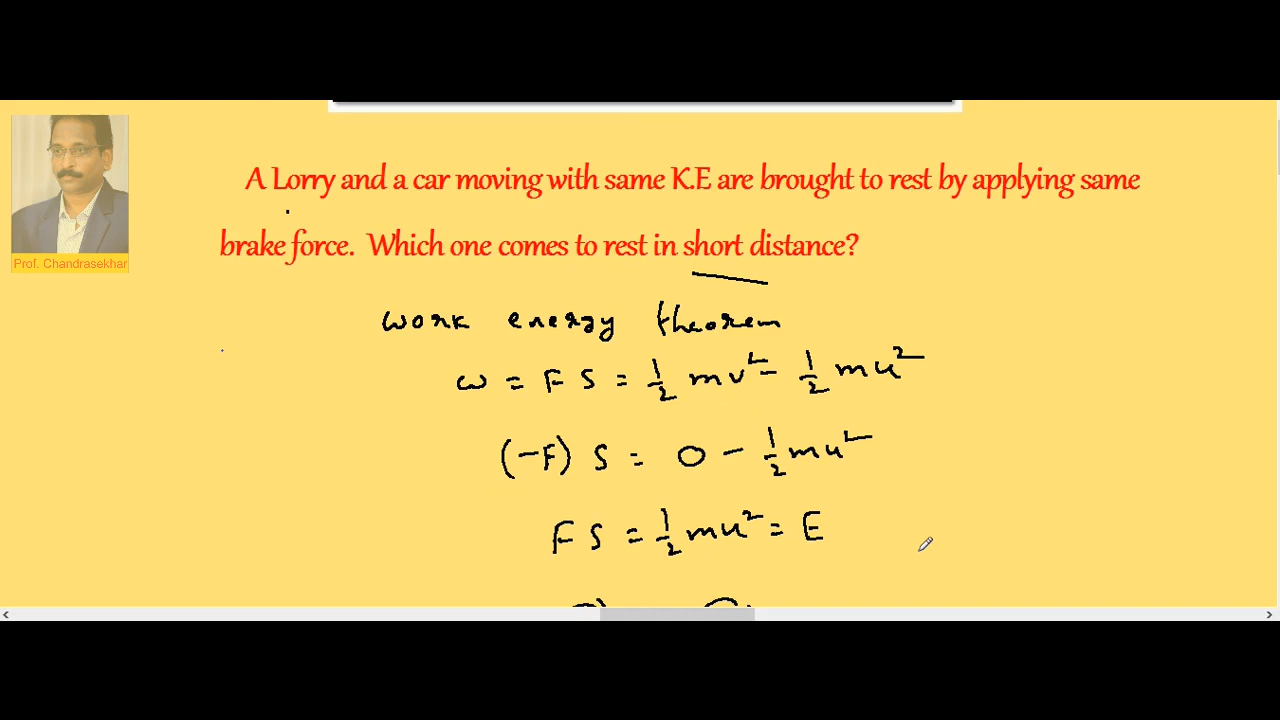 A Lorry and a car moving with same K.E are brought to rest by applying same
brake force. Which one comes to rest in short distance?
Prof. Chandrasekhar
work energy theorem
W = F S = 1/2 mv² - 1/2 mu²
(-F) S = 0 - 1/2 mu²
F S = 1/2 mu² = E